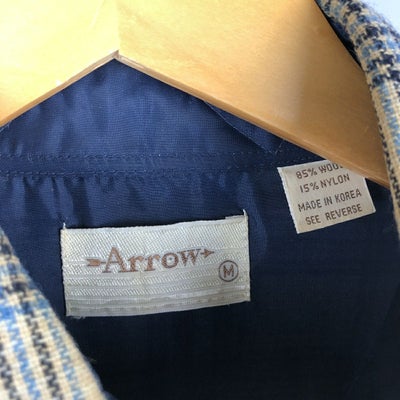 85% WOOL
15% NYLON
MADE IN KOREA
SEE REVERSE
Arrow
M